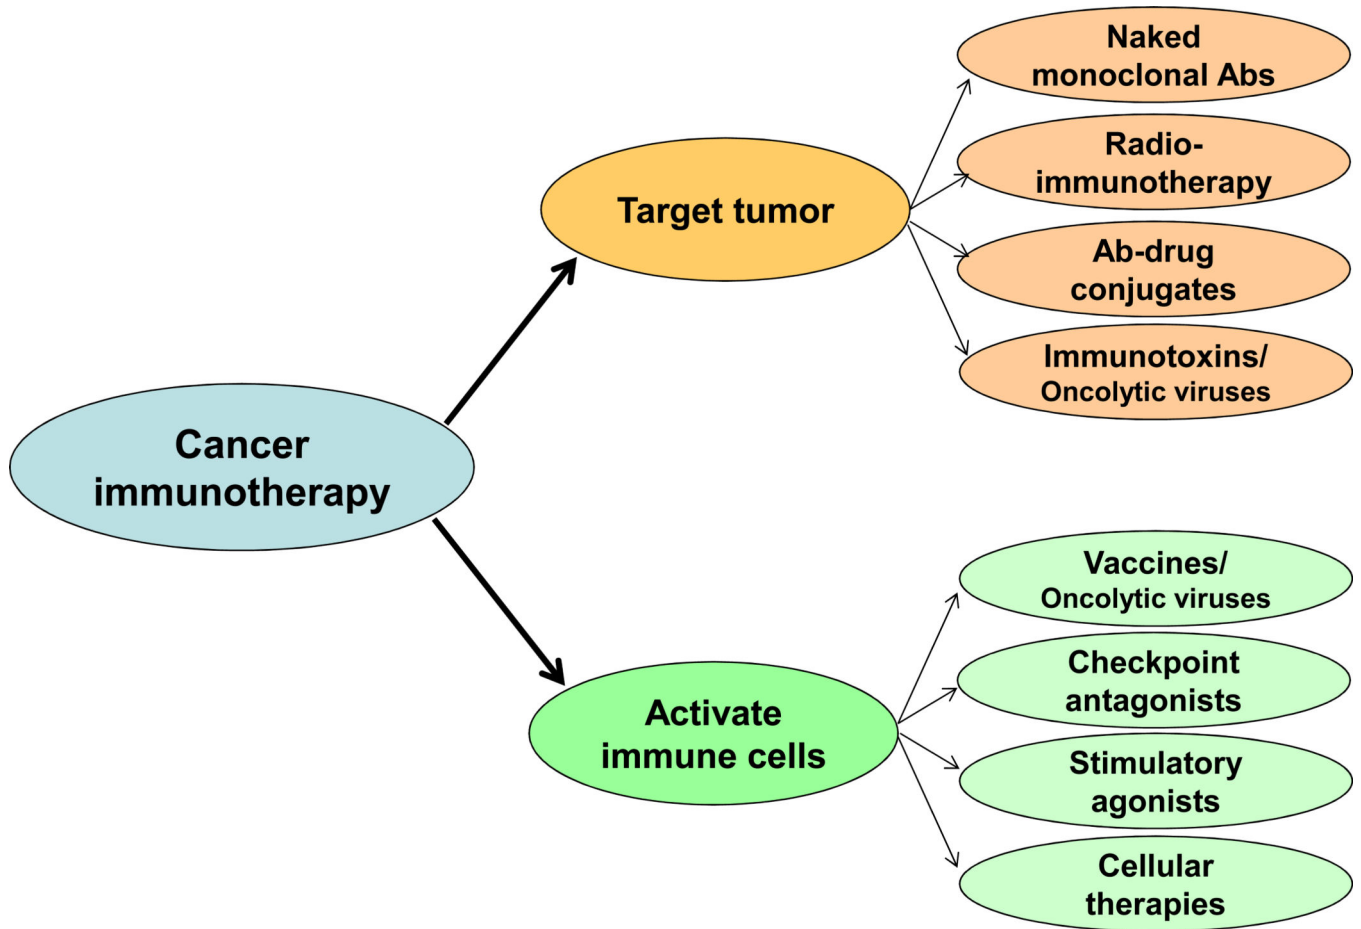 Naked
monoclonal Abs
Radio-
immunotherapy
Target tumor
Ab-drug
conjugates
Immunotoxins/
Oncolytic viruses
Cancer
immunotherapy
Vaccines/
Oncolytic viruses
Checkpoint
antagonists
Activate
immune cells
Stimulatory
agonists
Cellular
therapies